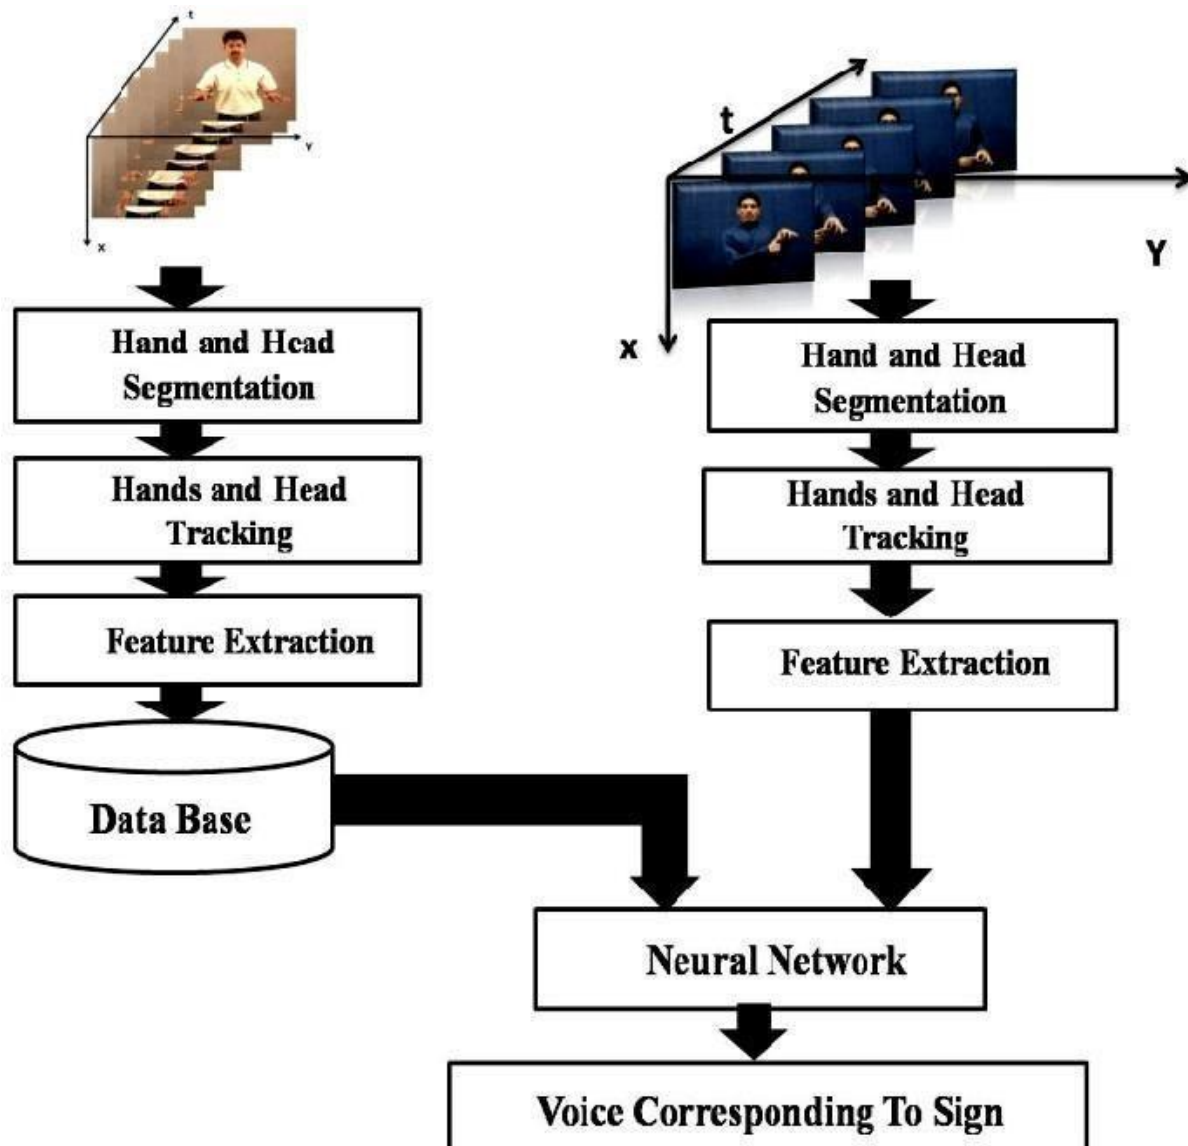 t
Y
X
t
Y
x
Hand and Head
Segmentation
Hands and Head
Tracking
Feature Extraction
Data Base
Hand and Head
Segmentation
Hands and Head
Tracking
Feature Extraction
Neural Network
Voice Corresponding To Sign